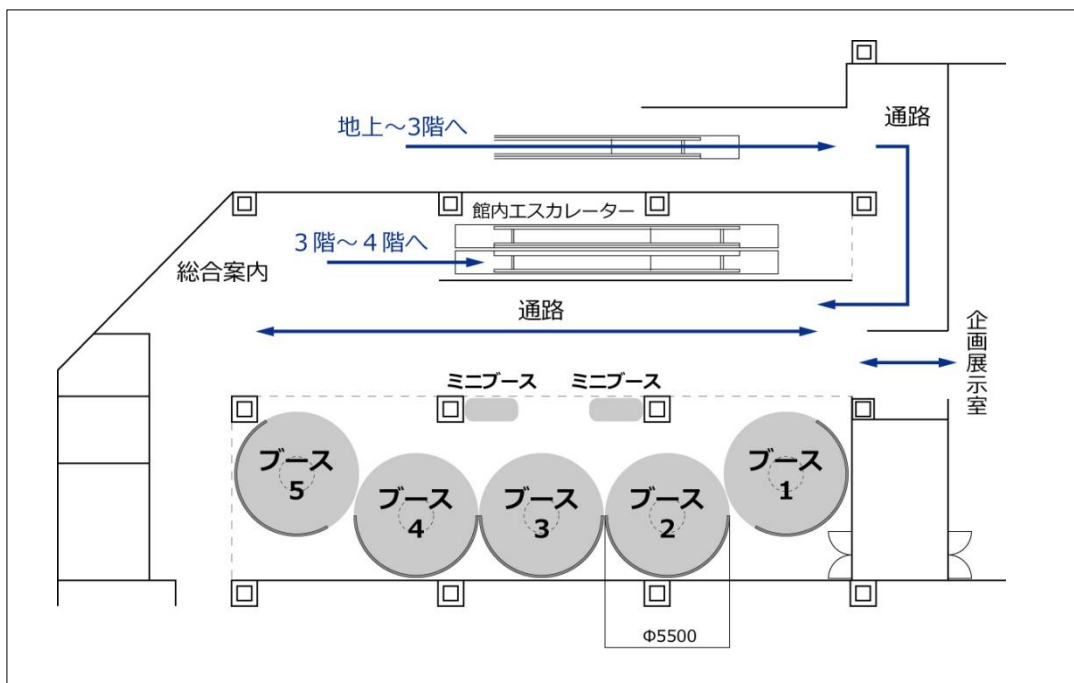 通路
地上～3階へ
館内エスカレーター
３階～４階へ
総合案内
通路
企画展示室
ミニブース
ミニブース
ブース
5
ブース
4
ブース
3
ブース
2
ブース
1
Φ5500